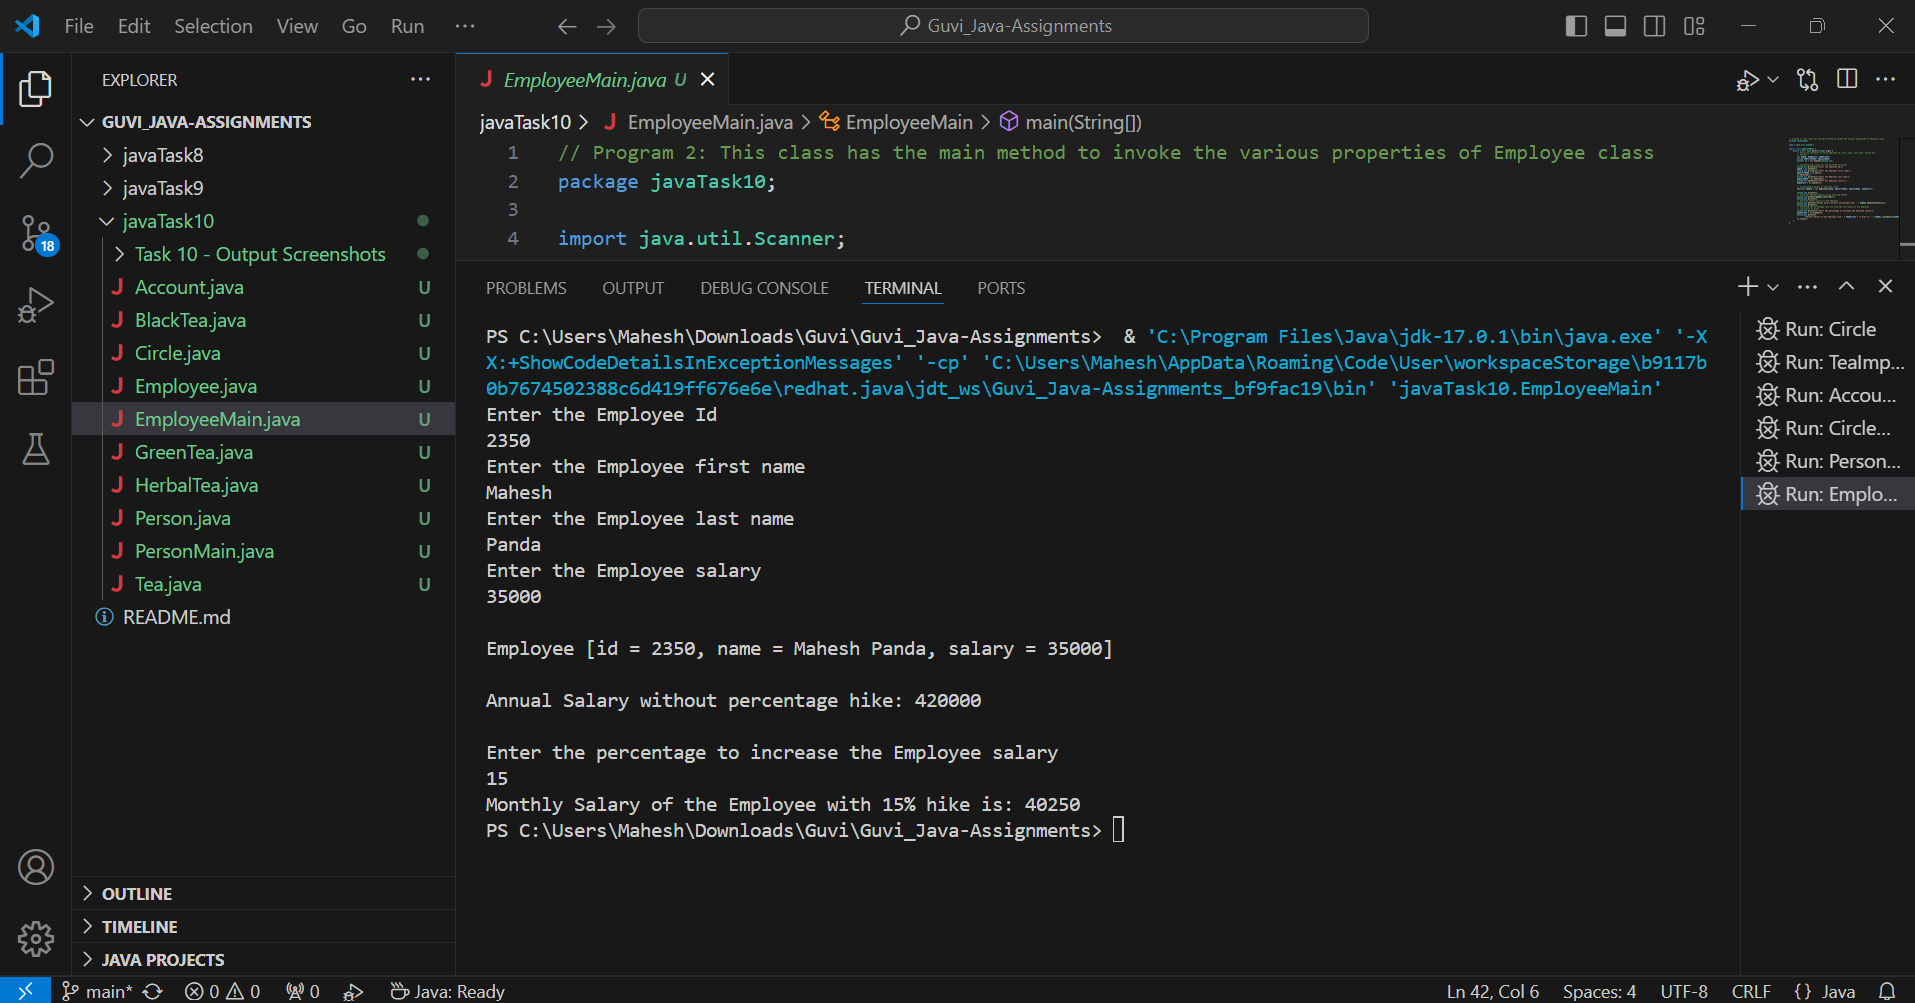 File Edit Selection View Go Run ... Guvi_Java-Assignments
EXPLORER ...
GUVI_JAVA-ASSIGNMENTS
javaTask8
javaTask9
javaTask10
Task 10 - Output Screenshots
Account.java U
BlackTea.java U
Circle.java U
Employee.java U
EmployeeMain.java U
GreenTea.java U
HerbalTea.java U
Person.java U
PersonMain.java U
Tea.java U
README.md
OUTLINE
TIMELINE
JAVA PROJECTS
18
J EmployeeMain.java U
javaTask10 > J EmployeeMain.java > EmployeeMain > main(String[])
1 // Program 2: This class has the main method to invoke the various properties of Employee class
2 package javaTask10;
3
4 import java.util.Scanner;
PROBLEMS OUTPUT DEBUG CONSOLE TERMINAL PORTS
PS C:\Users\Mahesh\Downloads\Guvi\Guvi_Java-Assignments>  & 'C:\Program Files\Java\jdk-17.0.1\bin\java.exe' '-X
X:+ShowCodeDetailsInExceptionMessages' '-cp' 'C:\Users\Mahesh\AppData\Roaming\Code\User\workspaceStorage\b9117b
0b7674502388c6d419ff676e6e\redhat.java\jdt_ws\Guvi_Java-Assignments_bf9fac19\bin' 'javaTask10.EmployeeMain'
Enter the Employee Id
2350
Enter the Employee first name
Mahesh
Enter the Employee last name
Panda
Enter the Employee salary
35000
Employee [id = 2350, name = Mahesh Panda, salary = 35000]
Annual Salary without percentage hike: 420000
Enter the percentage to increase the Employee salary
15
Monthly Salary of the Employee with 15% hike is: 40250
PS C:\Users\Mahesh\Downloads\Guvi\Guvi_Java-Assignments>
Run: Circle
Run: TeaImp...
Run: Accou...
Run: Circle...
Run: Person...
Run: Emplo...
main* 0 0 0 Java: Ready Ln 42, Col 6 Spaces: 4 UTF-8 CRLF {} Java